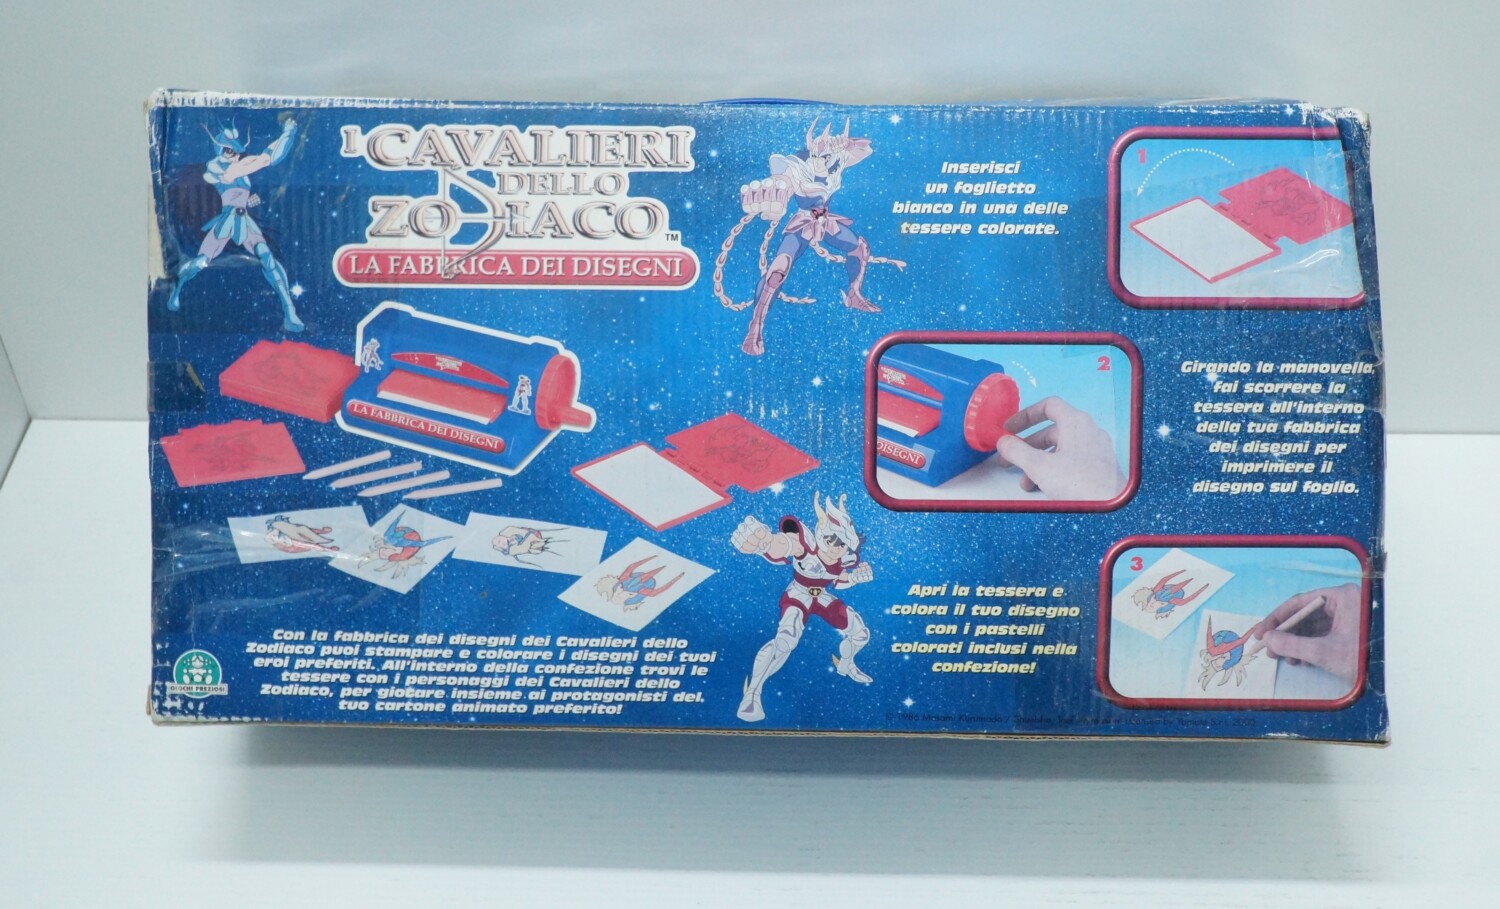 I CAVALIERI
DELLO
ZODIACO
TM
LA FABBRICA DEI DISEGNI
Inserisci
un foglietto
bianco in una delle
tessere colorate.
1
LA FABBRICA DEI DISEGNI
2
DISEGNI
Girando la manovella
fai scorrere la
tessera all'interno
della tua fabbrica
dei disegni per
imprimere il
disegno sul foglio.
Apri la tessera e
colora il tuo disegno
con i pastelli
colorati inclusi nella
confezione!
3
Con la fabbrica dei disegni dei Cavalieri dello
Zodiaco puoi stampare e colorare i disegni dei tuoi
eroi preferiti. All'interno della confezione trovi le
tessere con i personaggi dei Cavalieri dello
Zodiaco, per giocare insieme ai protagonisti del
tuo cartone animato preferito!
GIOCHI PREZIOSI
© 1986 Masami Kurumada /